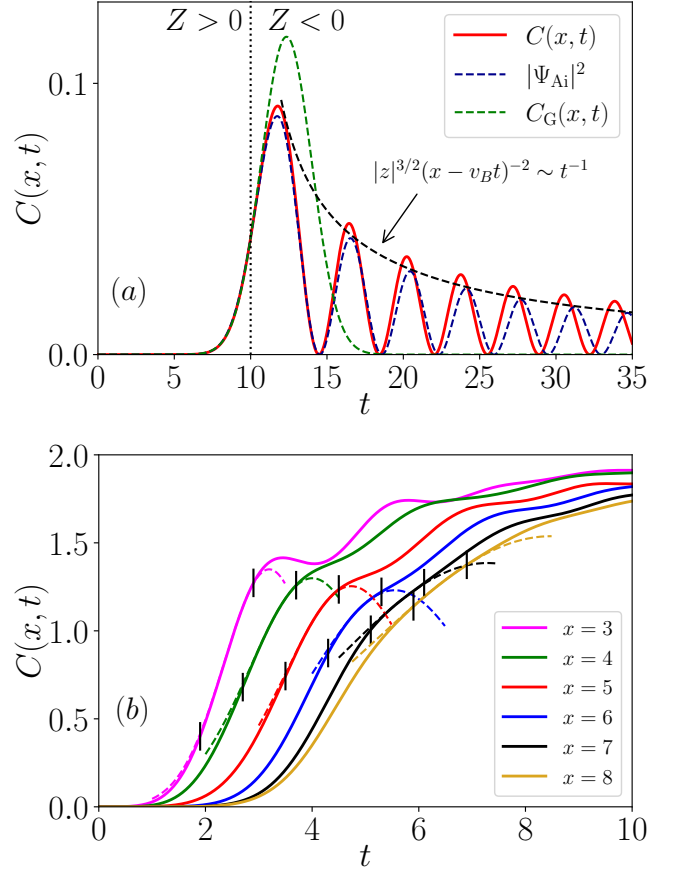 Z > 0 Z < 0
C(x, t)
|Ψ_Ai|^2
C_G(x, t)
|z|^{3/2}(x − v_B t)^{−2} ∼ t^{−1}
C(x, t)
0.1
0.0
(a)
0 5 10 15 20 25 30 35
t
C(x, t)
2.0
1.5
1.0
0.5
0.0
(b)
x = 3
x = 4
x = 5
x = 6
x = 7
x = 8
0 2 4 6 8 10
t